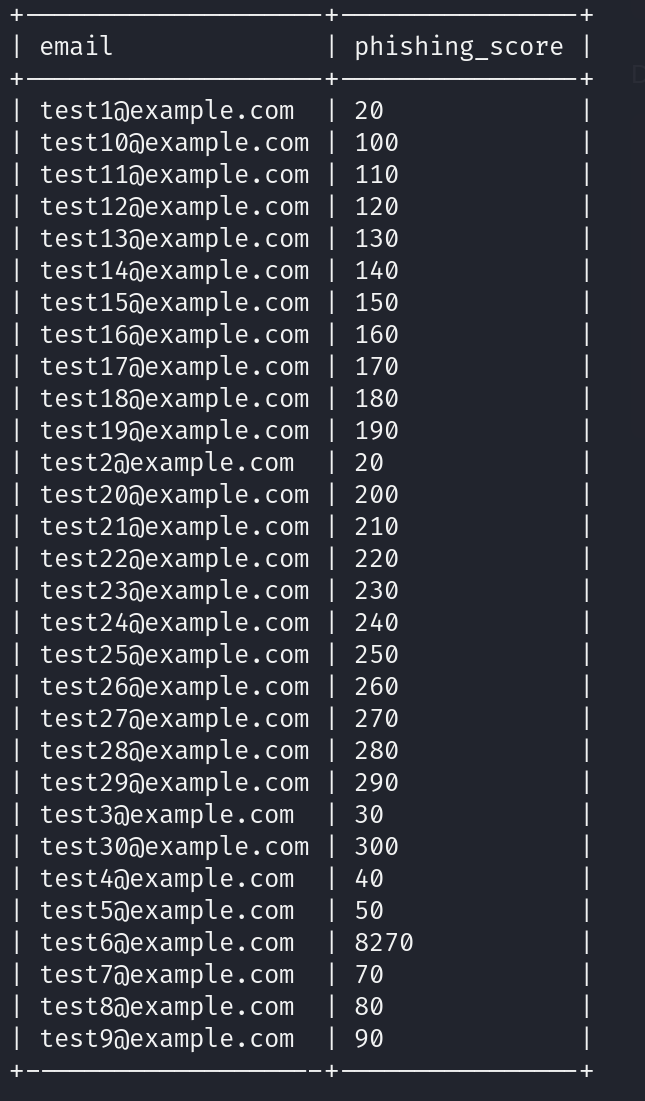 +--------------------+----------------+
| email              | phishing_score |
+--------------------+----------------+
| test1@example.com  | 20             |
| test10@example.com | 100            |
| test11@example.com | 110            |
| test12@example.com | 120            |
| test13@example.com | 130            |
| test14@example.com | 140            |
| test15@example.com | 150            |
| test16@example.com | 160            |
| test17@example.com | 170            |
| test18@example.com | 180            |
| test19@example.com | 190            |
| test2@example.com  | 20             |
| test20@example.com | 200            |
| test21@example.com | 210            |
| test22@example.com | 220            |
| test23@example.com | 230            |
| test24@example.com | 240            |
| test25@example.com | 250            |
| test26@example.com | 260            |
| test27@example.com | 270            |
| test28@example.com | 280            |
| test29@example.com | 290            |
| test3@example.com  | 30             |
| test30@example.com | 300            |
| test4@example.com  | 40             |
| test5@example.com  | 50             |
| test6@example.com  | 8270           |
| test7@example.com  | 70             |
| test8@example.com  | 80             |
| test9@example.com  | 90             |
+--------------------+----------------+